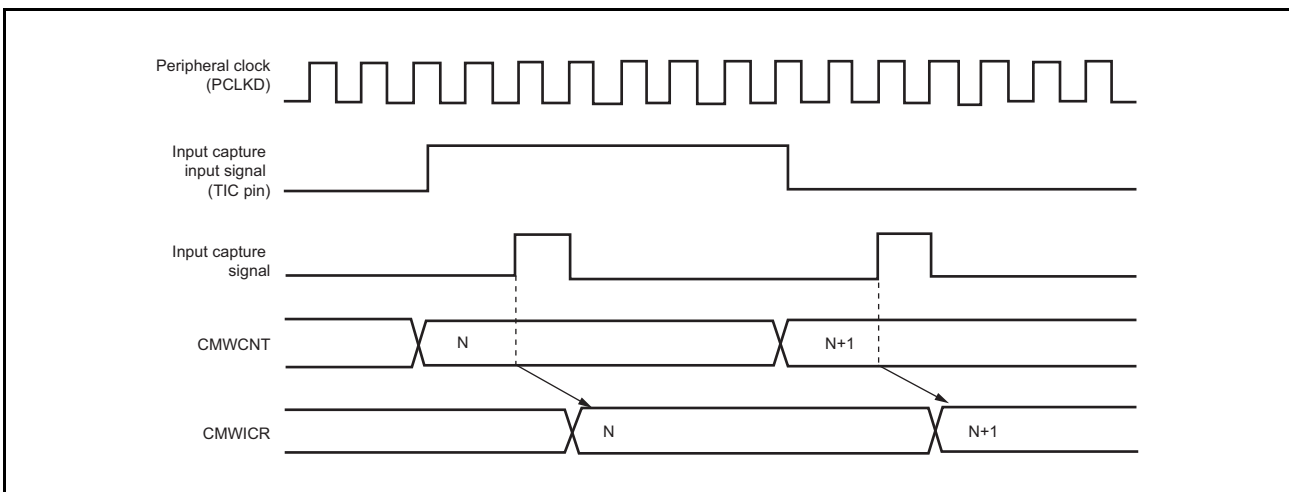 Peripheral clock
(PCLKD)
Input capture
input signal
(TIC pin)
Input capture
signal
CMWCNT
N
N+1
CMWICR
N
N+1